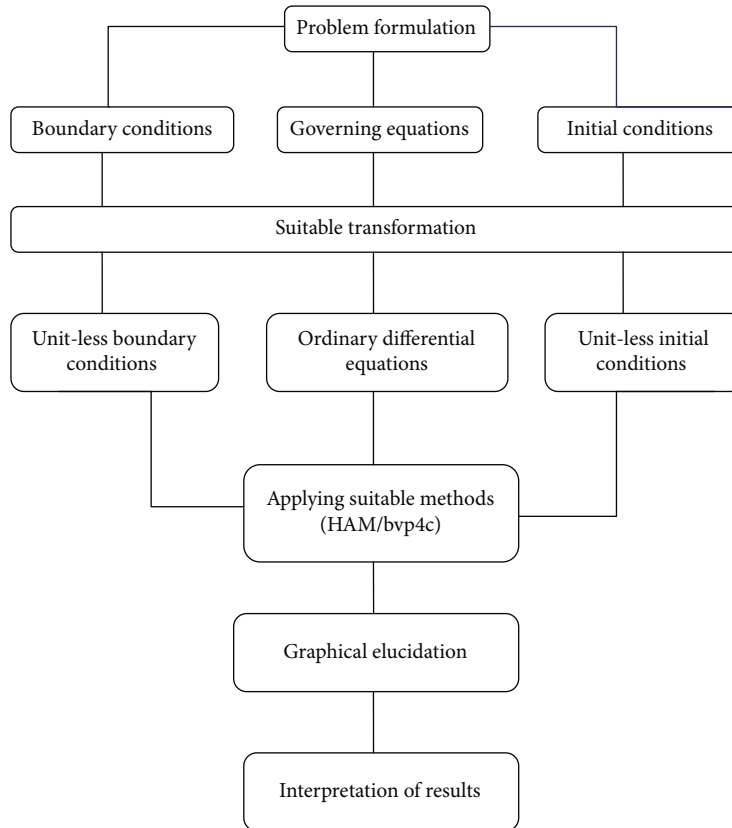 Problem formulation
Boundary conditions
Governing equations
Initial conditions
Suitable transformation
Unit-less boundary
conditions
Ordinary differential
equations
Unit-less initial
conditions
Applying suitable methods
(HAM/bvp4c)
Graphical elucidation
Interpretation of results